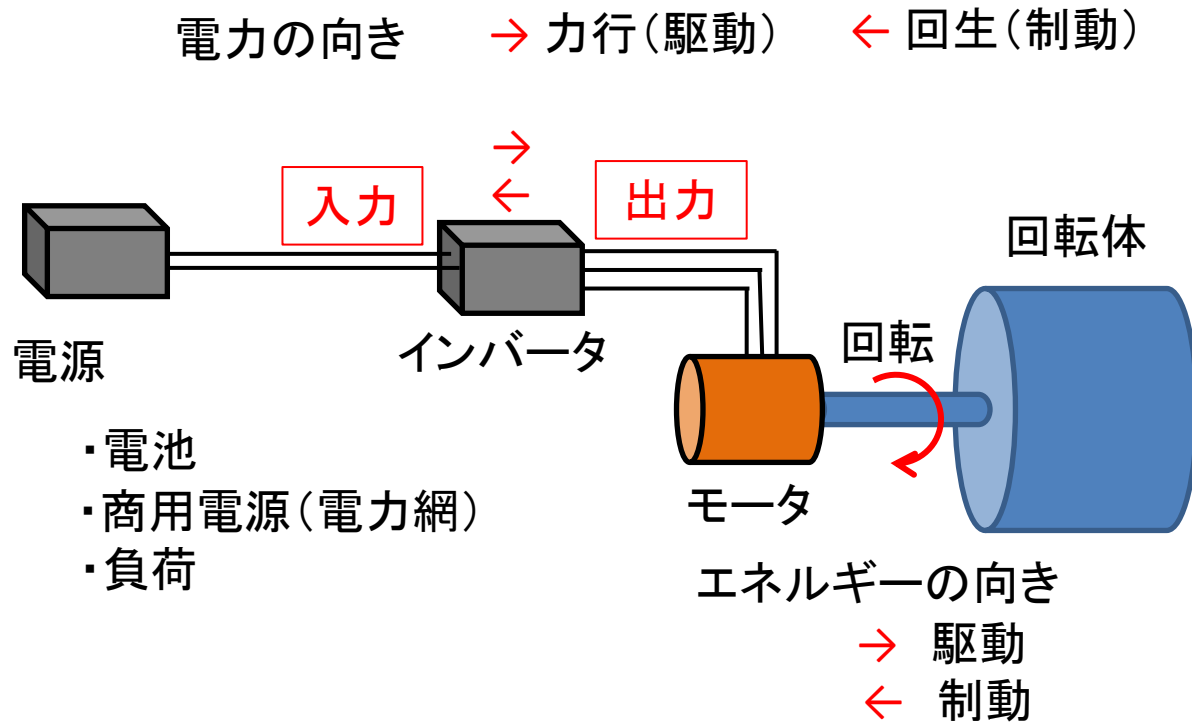 電力の向き → 力行(駆動) ← 回生(制動)
→
←
入力
出力
回転体
電源
インバータ
回転
・電池
・商用電源(電力網)
・負荷
モータ
エネルギーの向き
→ 駆動
← 制動